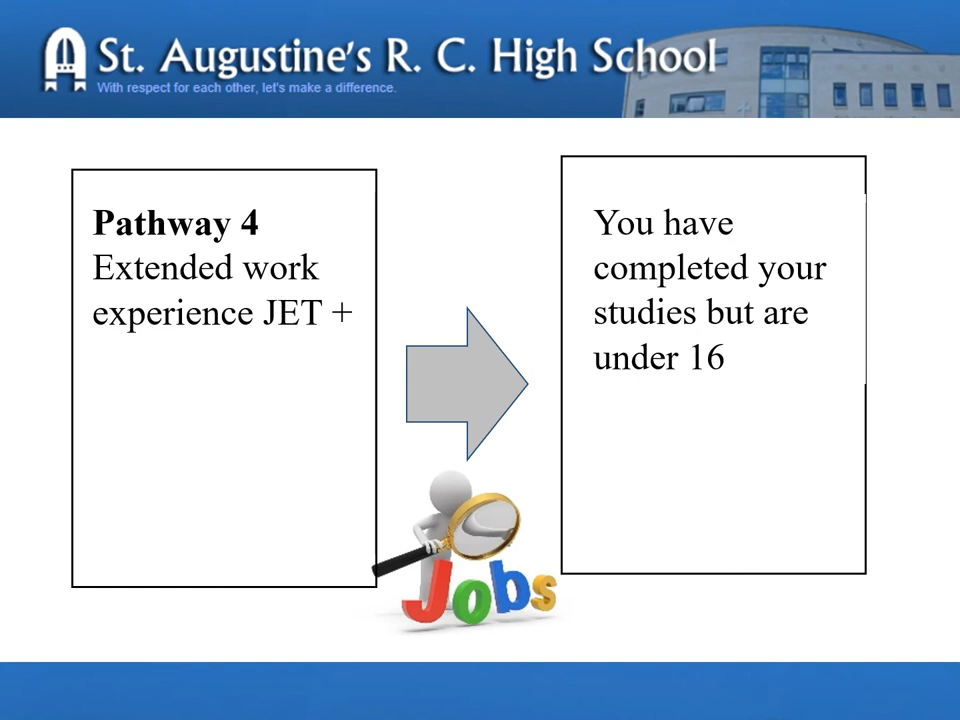 St. Augustine's R. C. High School
With respect for each other, let's make a difference.
Pathway 4
Extended work
experience JET +
You have
completed your
studies but are
under 16
Jobs